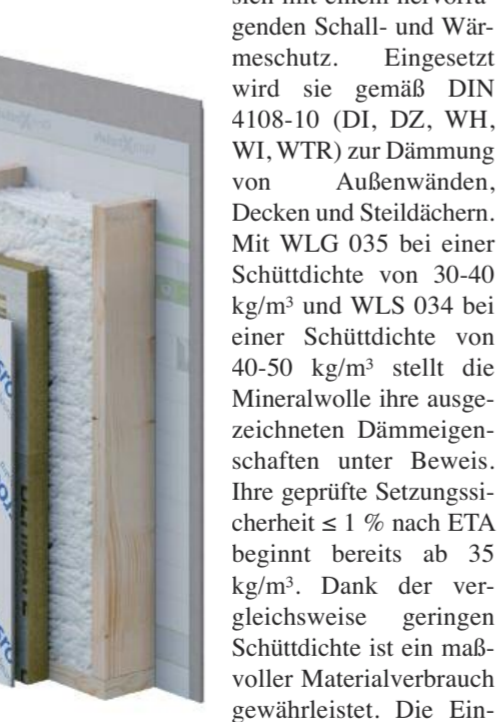 genden Schall- und Wär-
meschutz. Eingesetzt
wird sie gemäß DIN
4108-10 (DI, DZ, WH,
WI, WTR) zur Dämmung
von Außenwänden,
Decken und Steildächern.
Mit WLG 035 bei einer
Schüttdichte von 30-40
kg/m³ und WLS 034 bei
einer Schüttdichte von
40-50 kg/m³ stellt die
Mineralwolle ihre ausge-
zeichneten Dämmeigen-
schaften unter Beweis.
Ihre geprüfte Setzungssi-
cherheit ≤ 1 % nach ETA
beginnt bereits ab 35
kg/m³. Dank der ver-
gleichsweise geringen
Schüttdichte ist ein maß-
voller Materialverbrauch
gewährleistet. Die Ein-